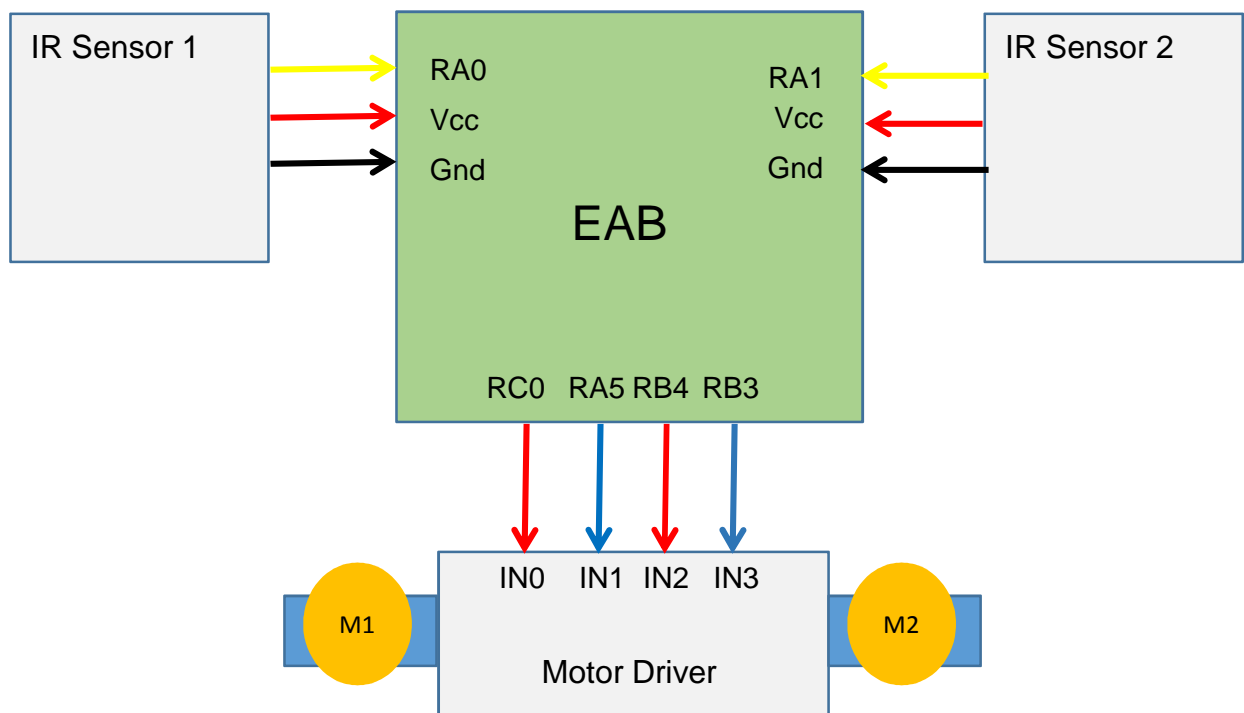 IR Sensor 1
RA0
Vcc
Gnd
RA1
Vcc
Gnd
IR Sensor 2
EAB
RC0 RA5 RB4 RB3
IN0 IN1 IN2 IN3
M1
M2
Motor Driver